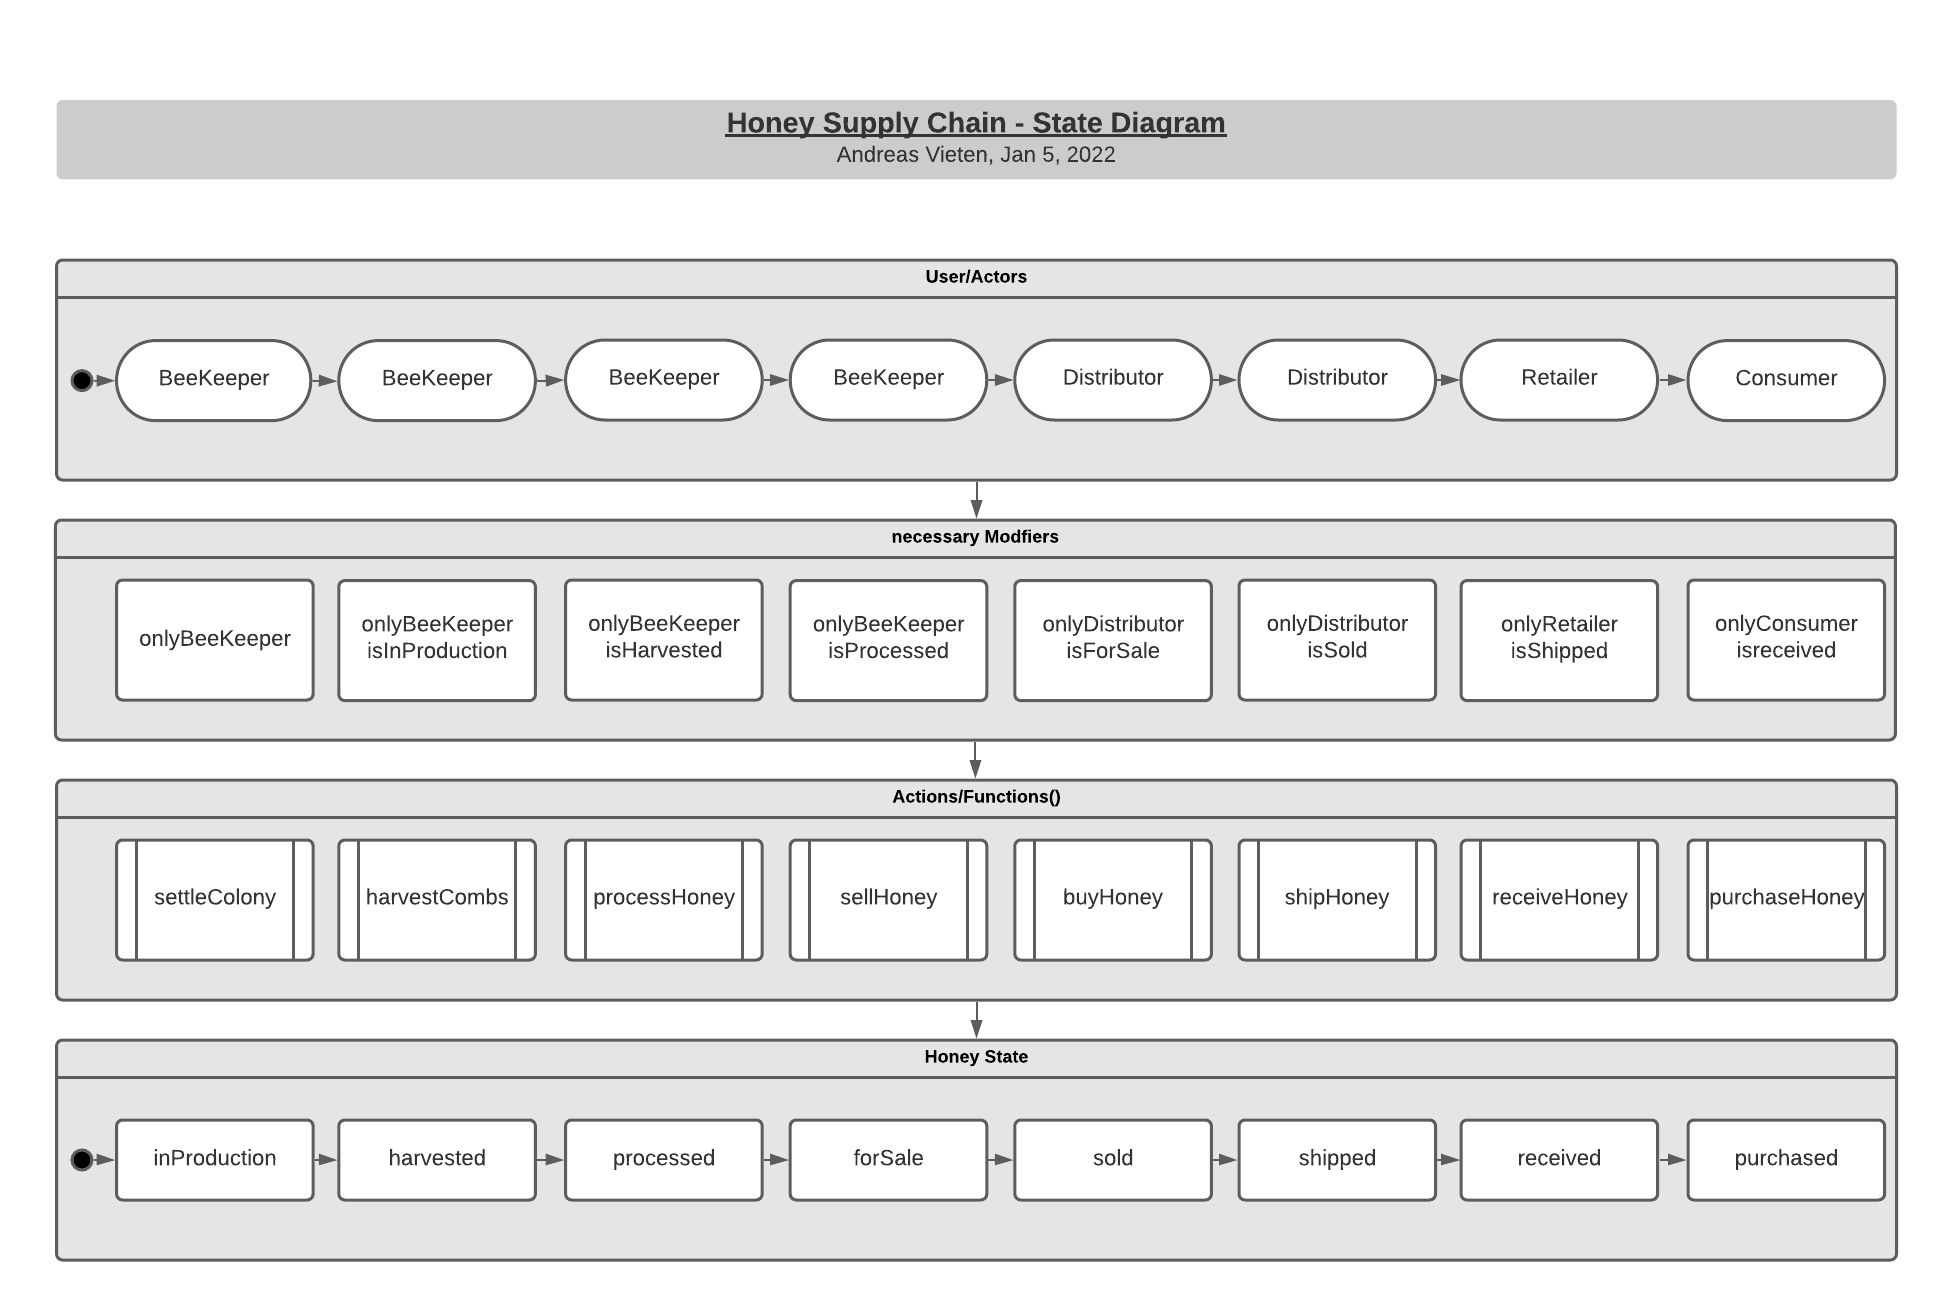 Honey Supply Chain - State Diagram
Andreas Vieten, Jan 5, 2022
User/Actors
BeeKeeper
BeeKeeper
BeeKeeper
BeeKeeper
Distributor
Distributor
Retailer
Consumer
necessary Modfiers
onlyBeeKeeper
onlyBeeKeeper
isInProduction
onlyBeeKeeper
isHarvested
onlyBeeKeeper
isProcessed
onlyDistributor
isForSale
onlyDistributor
isSold
onlyRetailer
isShipped
onlyConsumer
isreceived
Actions/Functions()
settleColony
harvestCombs
processHoney
sellHoney
buyHoney
shipHoney
receiveHoney
purchaseHoney
Honey State
inProduction
harvested
processed
forSale
sold
shipped
received
purchased